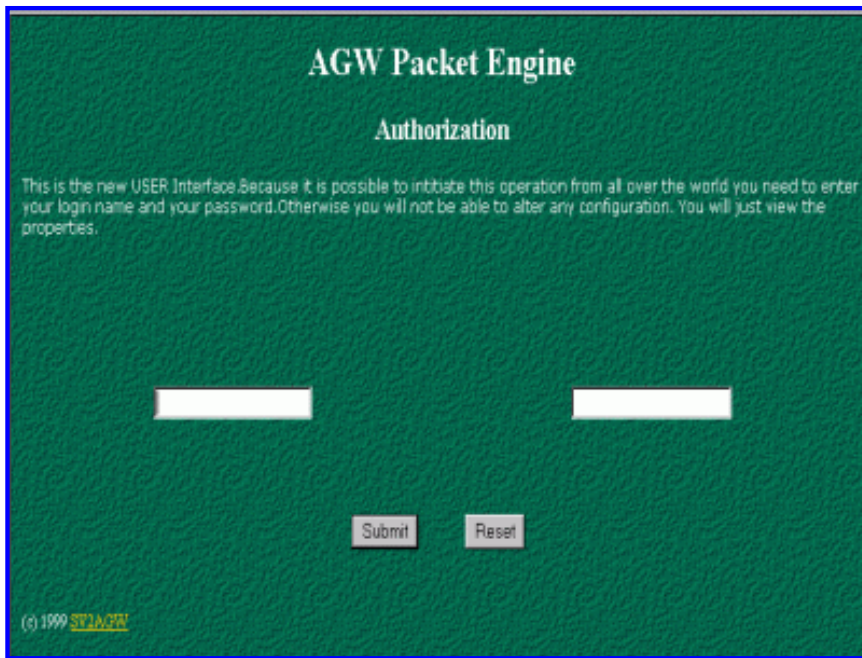 AGW Packet Engine
Authorization
This is the new USER Interface.Because it is possible to intitiate this operation from all over the world you need to enter
your login name and your password.Otherwise you will not be able to alter any configuration. You will just view the
properties.
Submit Reset
(c) 1999 SV2AGW